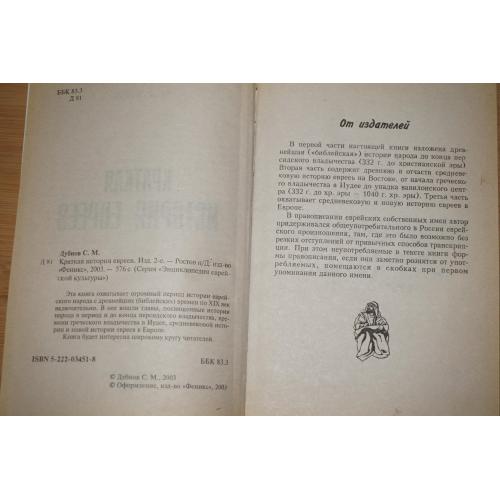 ББК 83.3
Д 81
Дубнов С. М.
Д 81 Краткая история евреев. Изд. 2-е. — Ростов н/Д: изд-во
«Феникс», 2003. — 576 с. (Серия «Энциклопедия еврей-
ской культуры»)
Эта книга охватывает огромный период истории еврей-
ского народа с древнейших (библейских) времен по XIX век
включительно. В нее вошли главы, посвященные истории
народа в период и до конца персидского владычества, вре-
мени греческого владычества в Иудее, средневековой исто-
рии и новой истории евреев в Европе.
Книга будет интересна широкому кругу читателей.
ISBN 5-222-03451-8
ББК 83.3
© Дубнов С. М., 2003
© Оформление, изд-во «Феникс», 2003
От издателей
В первой части настоящей книги изложена древ-
нейшая («библейская») история народа до конца пер-
сидского владычества (332 г. до христианской эры)
Вторая часть содержит древнюю и отчасти средневе-
ковую историю евреев на Востоке, от начала греческо-
го владычества в Иудее до упадка вавилонского цен-
тра (332 г. до хр. эры — 1040 г. хр. эры). Третья часть
охватывает средневековую и новую историю евреев в
Европе.
В правописании еврейских собственных имен автор
придерживался общеупотребительного в России еврей-
ского произношения, там, где это было возможно без
резких отступлений от привычных способов транскрип-
ции. При этом неупотребляемые в тексте книги фор-
мы правописания, если она заметно разнятся от упот-
ребляемых, помещаются в скобках при первом
упоминании данного имени.